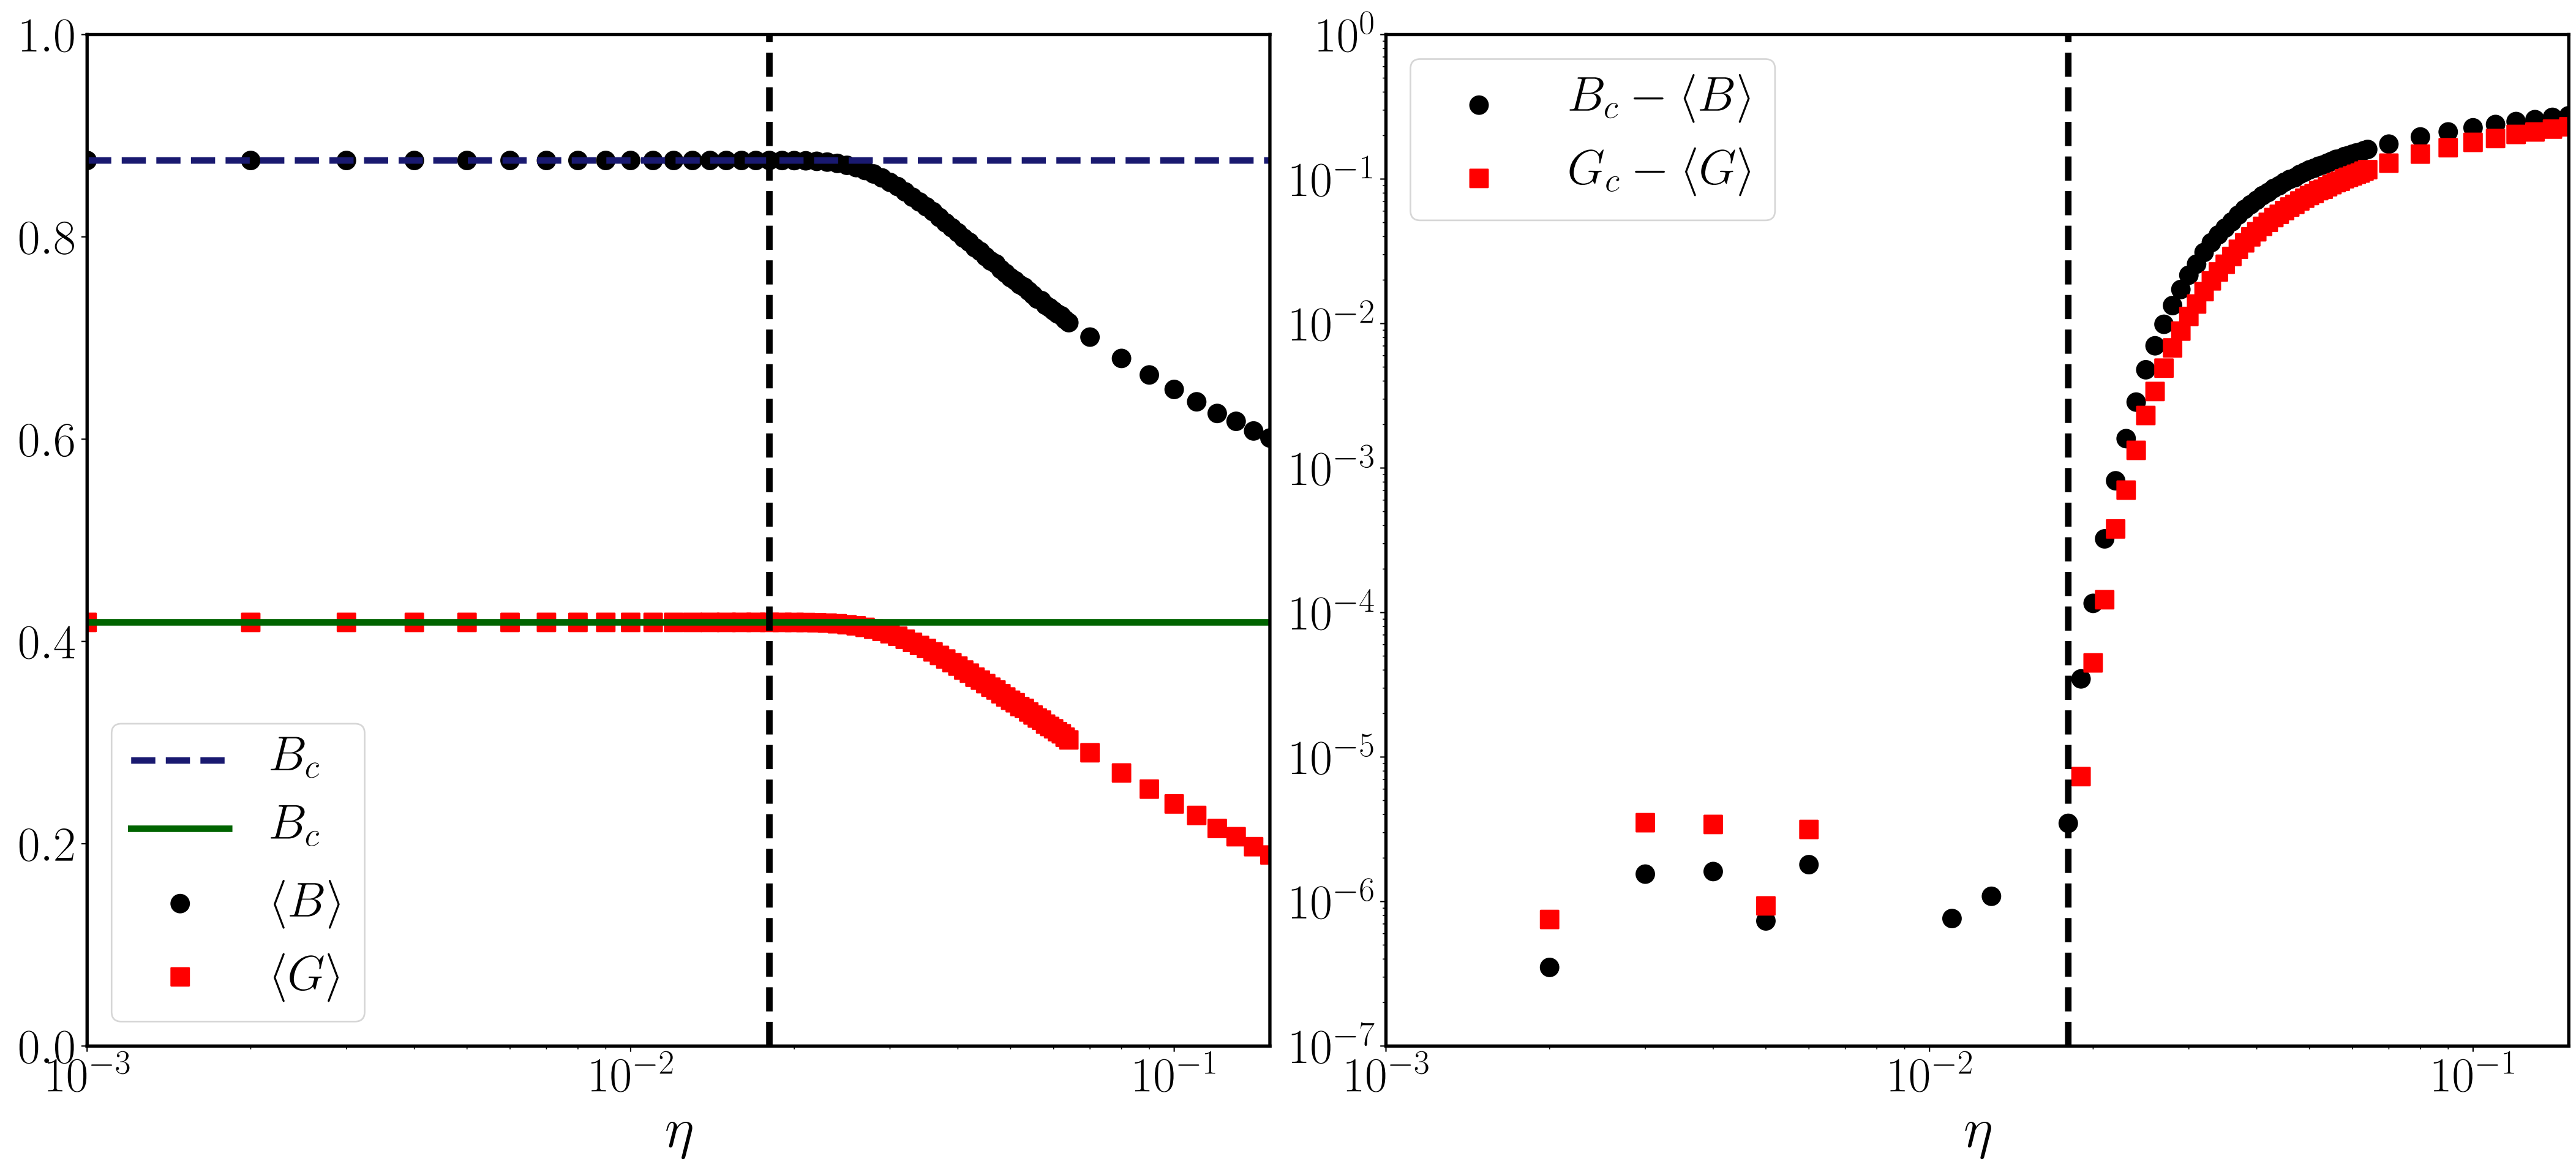 1.0
0.8
0.6
0.4
0.2
0.0
B_c
B_c
⟨B⟩
⟨G⟩
10^{-3}
10^{-2}
10^{-1}
η
10^{0}
10^{-1}
10^{-2}
10^{-3}
10^{-4}
10^{-5}
10^{-6}
10^{-7}
B_c − ⟨B⟩
G_c − ⟨G⟩
10^{-3}
10^{-2}
10^{-1}
η